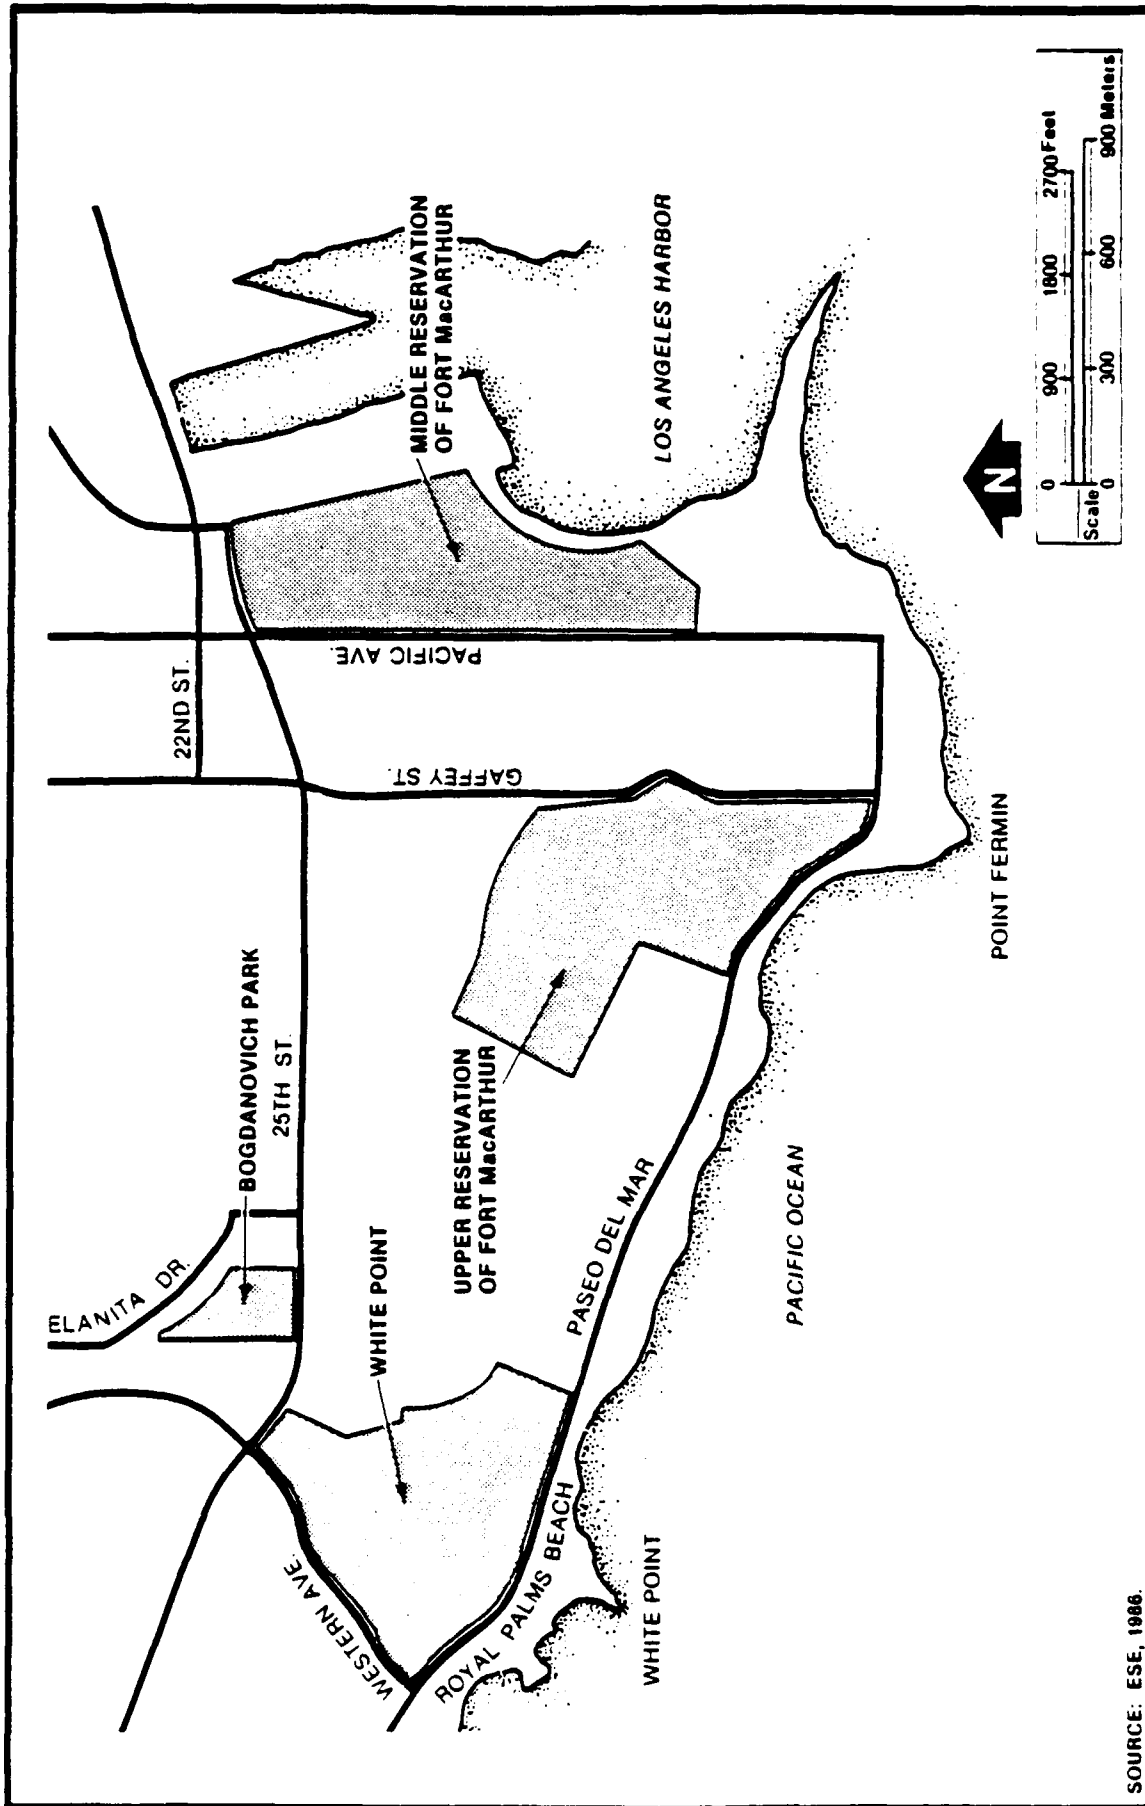 ELANITA DR.
BOGDANOVICH PARK
25TH ST.
22ND ST.
WESTERN AVE.
WHITE POINT
UPPER RESERVATION
OF FORT MacARTHUR
GAFFEY ST.
PACIFIC AVE.
MIDDLE RESERVATION
OF FORT MacARTHUR
ROYAL PALMS BEACH
PASEO DEL MAR
LOS ANGELES HARBOR
WHITE POINT
PACIFIC OCEAN
POINT FERMIN
N
0 900 1800 2700 Feet
Scale
0 300 600 900 Meters
SOURCE: ESE, 1986.